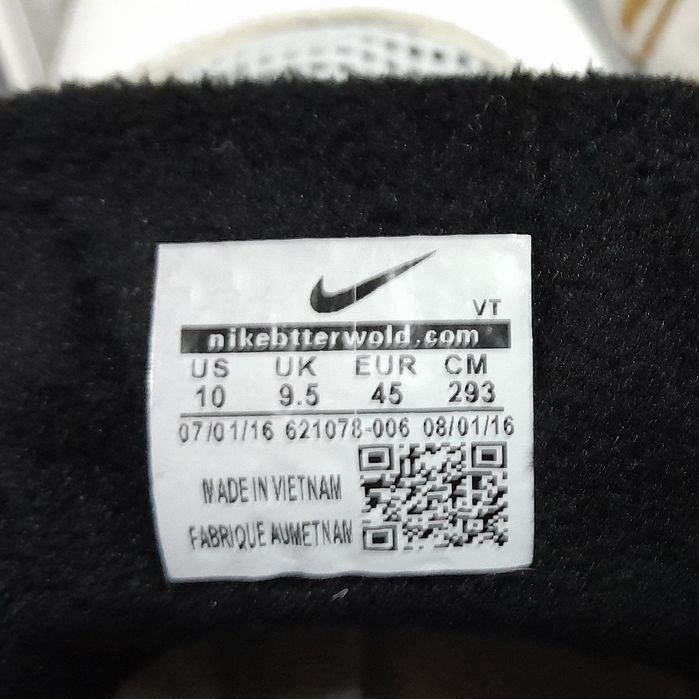 VT
nikebtterwold.com
US UK EUR CM
10 9.5 45 293
07/01/16 621078-006 08/01/16
MADE IN VIETNAM
FABRIQUE AUMETNAN